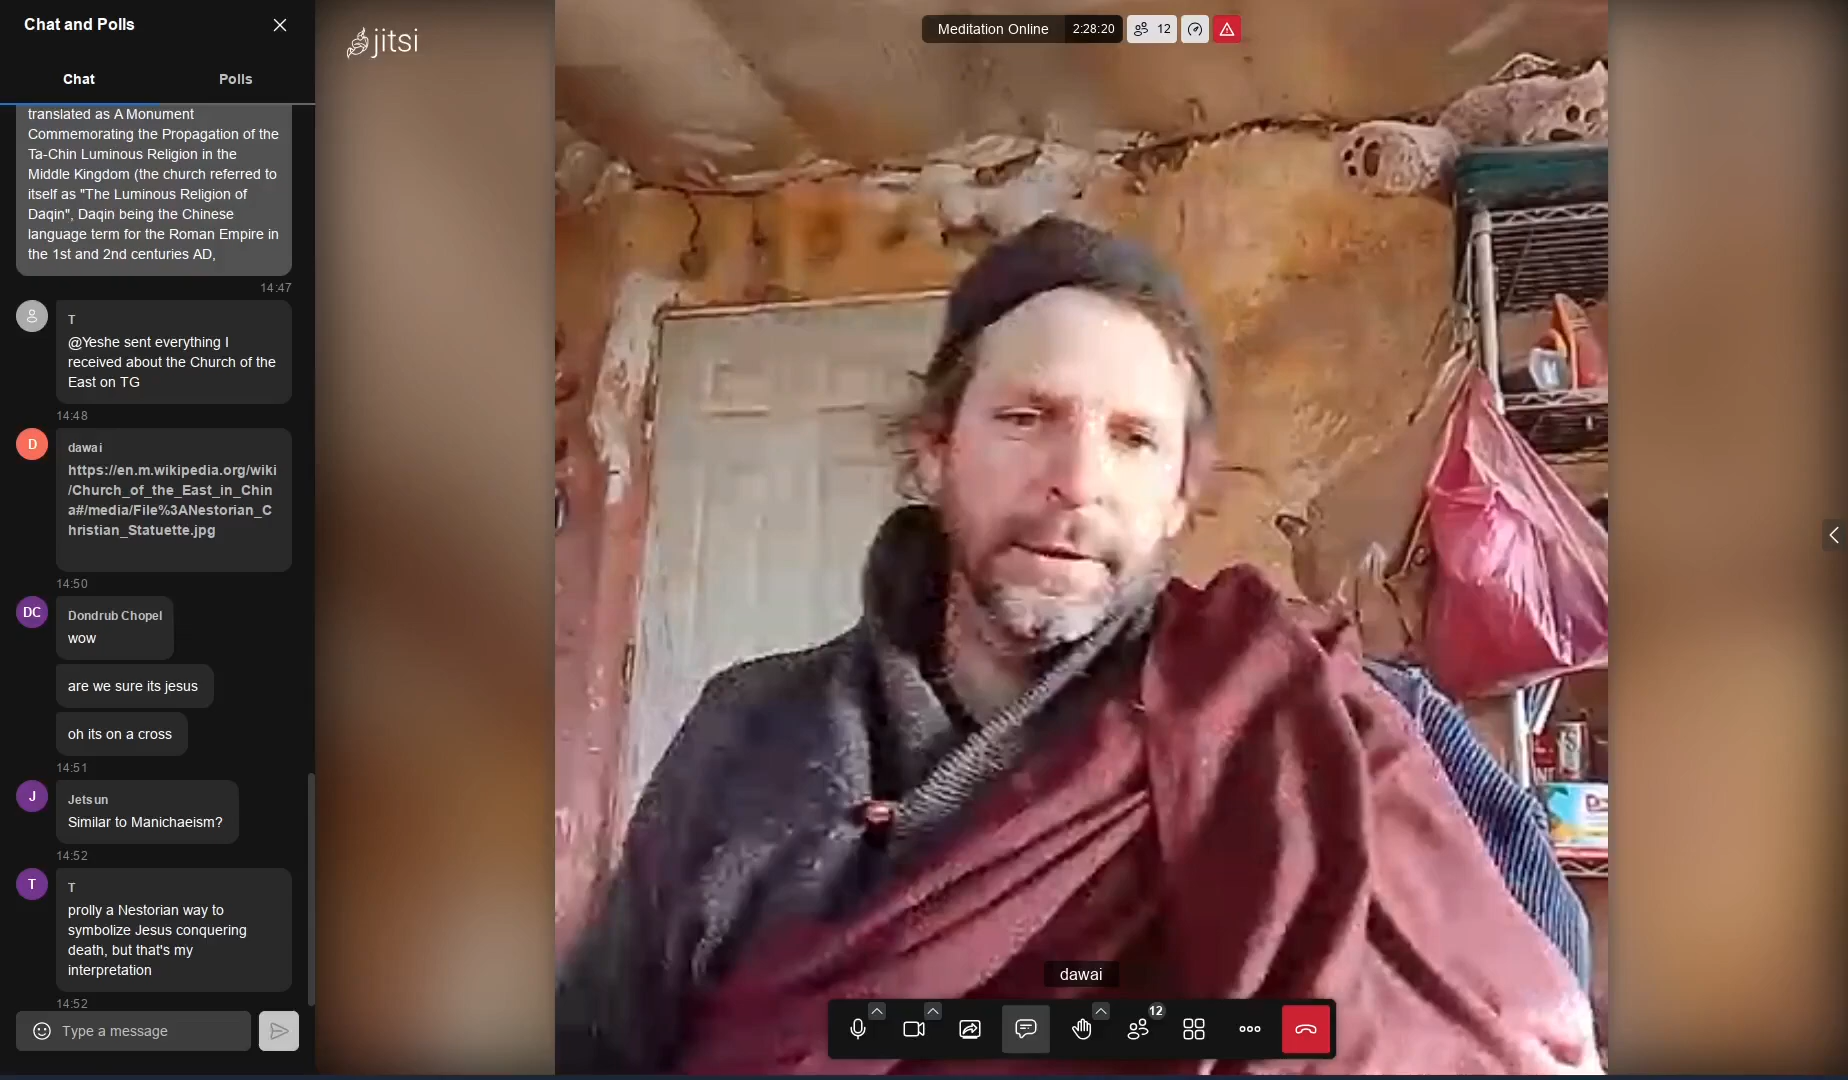 Chat and Polls
Chat
Polls
translated as A Monument
Commemorating the Propagation of the
Ta-Chin Luminous Religion in the
Middle Kingdom (the church referred to
itself as "The Luminous Religion of
Daqin", Daqin being the Chinese
language term for the Roman Empire in
the 1st and 2nd centuries AD,
14:47
T
@Yeshe sent everything I
received about the Church of the
East on TG
14:48
D
dawai
https://en.m.wikipedia.org/wiki
/Church_of_the_East_in_Chin
a#/media/File%3ANestorian_C
hristian_Statuette.jpg
14:50
DC
Dondrub Chopel
wow
are we sure its jesus
oh its on a cross
14:51
J
Jetsun
Similar to Manichaeism?
14:52
T
T
prolly a Nestorian way to
symbolize Jesus conquering
death, but that's my
interpretation
14:52
Type a message
jitsi
Meditation Online
2:28:20
12
dawai
12